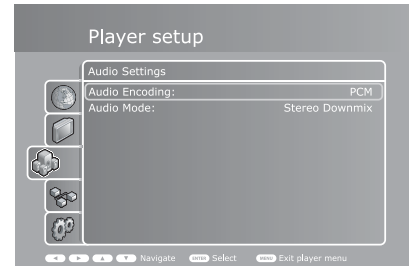 Player setup
Audio Settings
Audio Encoding: PCM
Audio Mode: Stereo Downmix
Navigate ENTER Select MENU Exit player menu